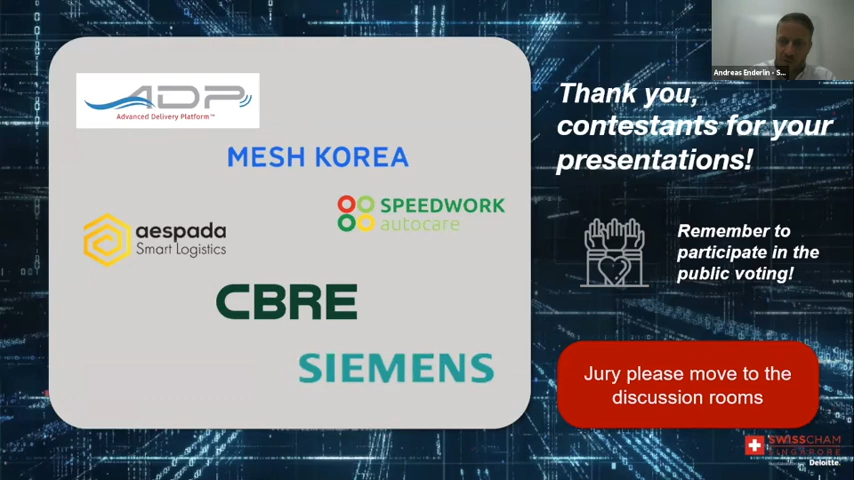 Andreas Enderlin - S...
ADP
Advanced Delivery Platform™
MESH KOREA
SPEEDWORK
autocare
aespada
Smart Logistics
CBRE
SIEMENS
Thank you,
contestants for your
presentations!
Remember to
participate in the
public voting!
Jury please move to the
discussion rooms
SWISSCHAM
SINGAPORE
Deloitte.